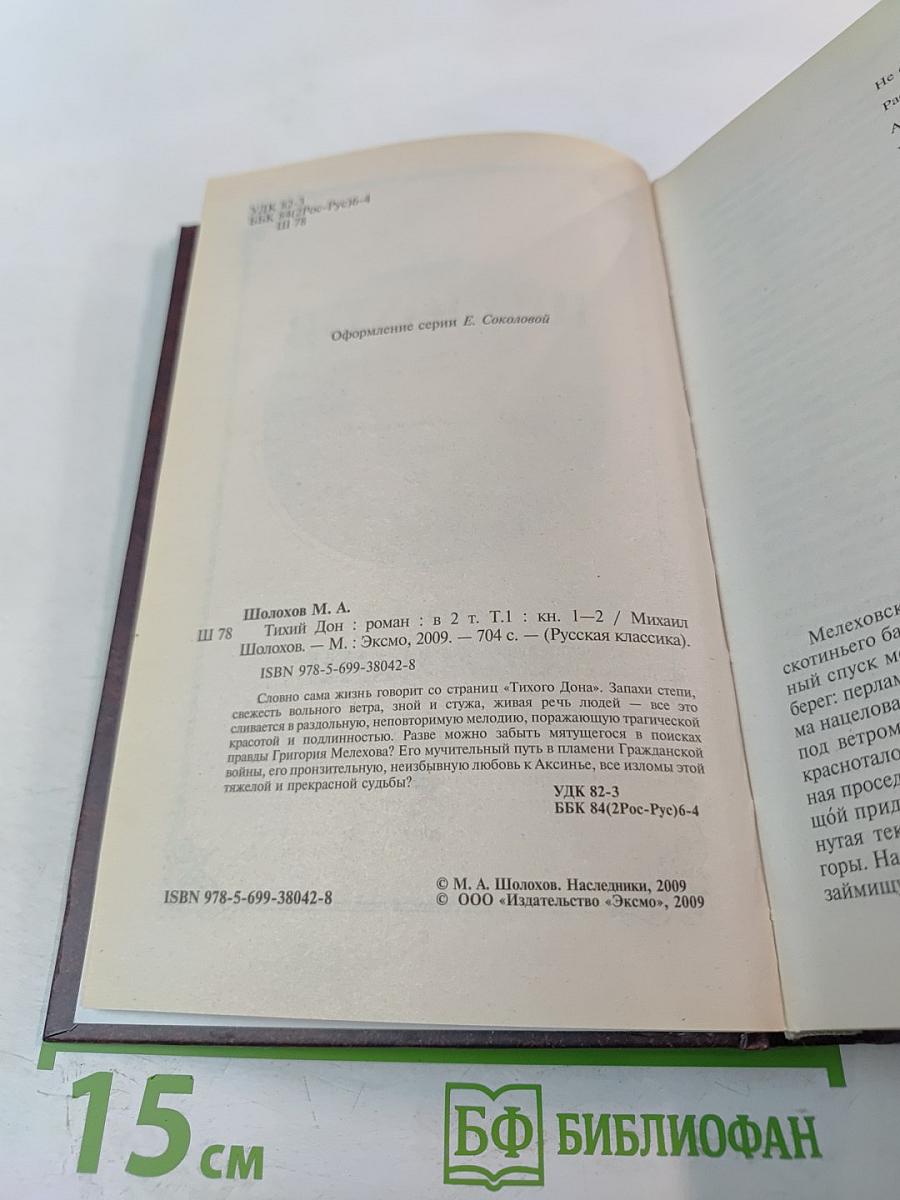 УДК 82-3
ББК 84(2Рос-Рус)6-4
Ш 78
Оформление серии Е. Соколовой
Шолохов М. А.
Ш 78 Тихий Дон : роман : в 2 т. Т.1 : кн. 1—2 / Михаил
Шолохов. — М. : Эксмо, 2009. — 704 с. — (Русская классика).
ISBN 978-5-699-38042-8
Словно сама жизнь говорит со страниц «Тихого Дона». Запахи степи,
свежесть вольного ветра, зной и стужа, живая речь людей — все это
сливается в раздольную, неповторимую мелодию, поражающую трагической
красотой и подлинностью. Разве можно забыть мятущегося в поисках
правды Григория Мелехова? Его мучительный путь в пламени Гражданской
войны, его пронзительную, неизбывную любовь к Аксинье, все изломы этой
тяжелой и прекрасной судьбы?
УДК 82-3
ББК 84(2Рос-Рус)6-4
ISBN 978-5-699-38042-8
© М. А. Шолохов. Наследники, 2009
© ООО «Издательство «Эксмо», 2009
Не
Мелеховск
скотиньего ба
ный спуск ме
берег: перлам
ма нацелова
под ветром
краснотало
ная просед
що́й прид
нутая тек
горы. На
займищ
15 см
БФ БИБЛИОФАН